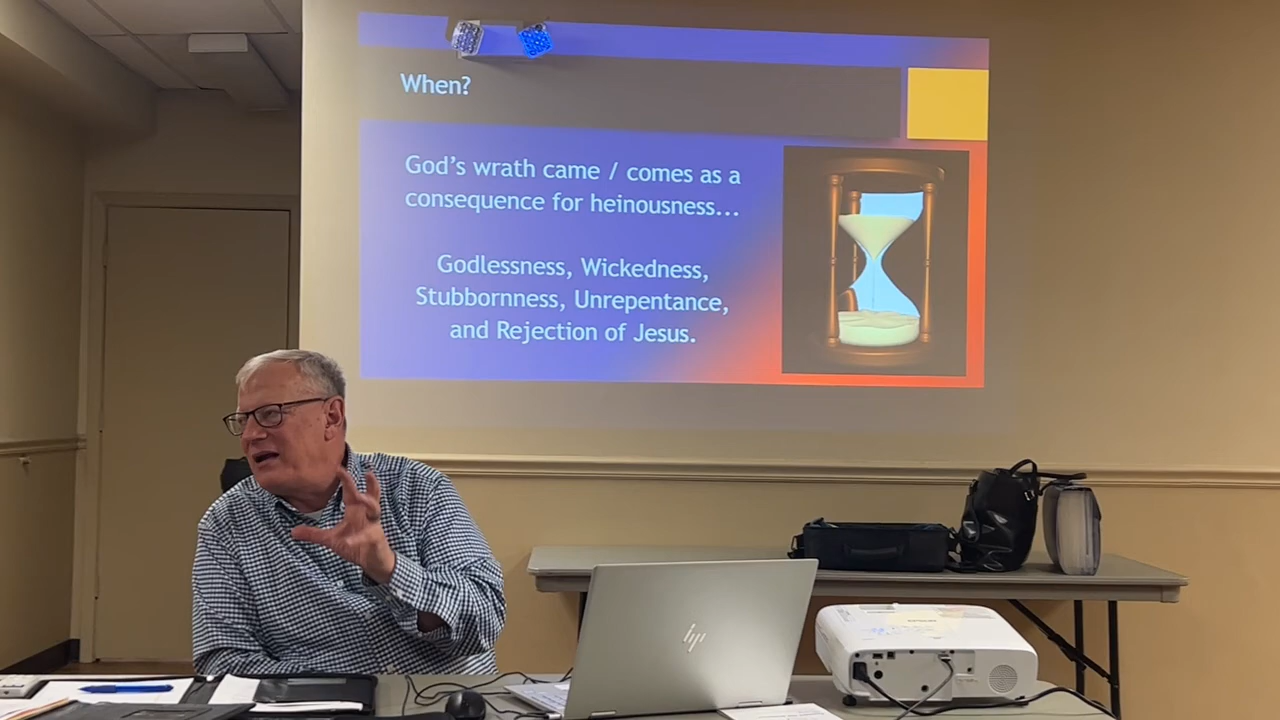 When?
God's wrath came / comes as a
consequence for heinousness...
Godlessness, Wickedness,
Stubbornness, Unrepentance,
and Rejection of Jesus.
hp